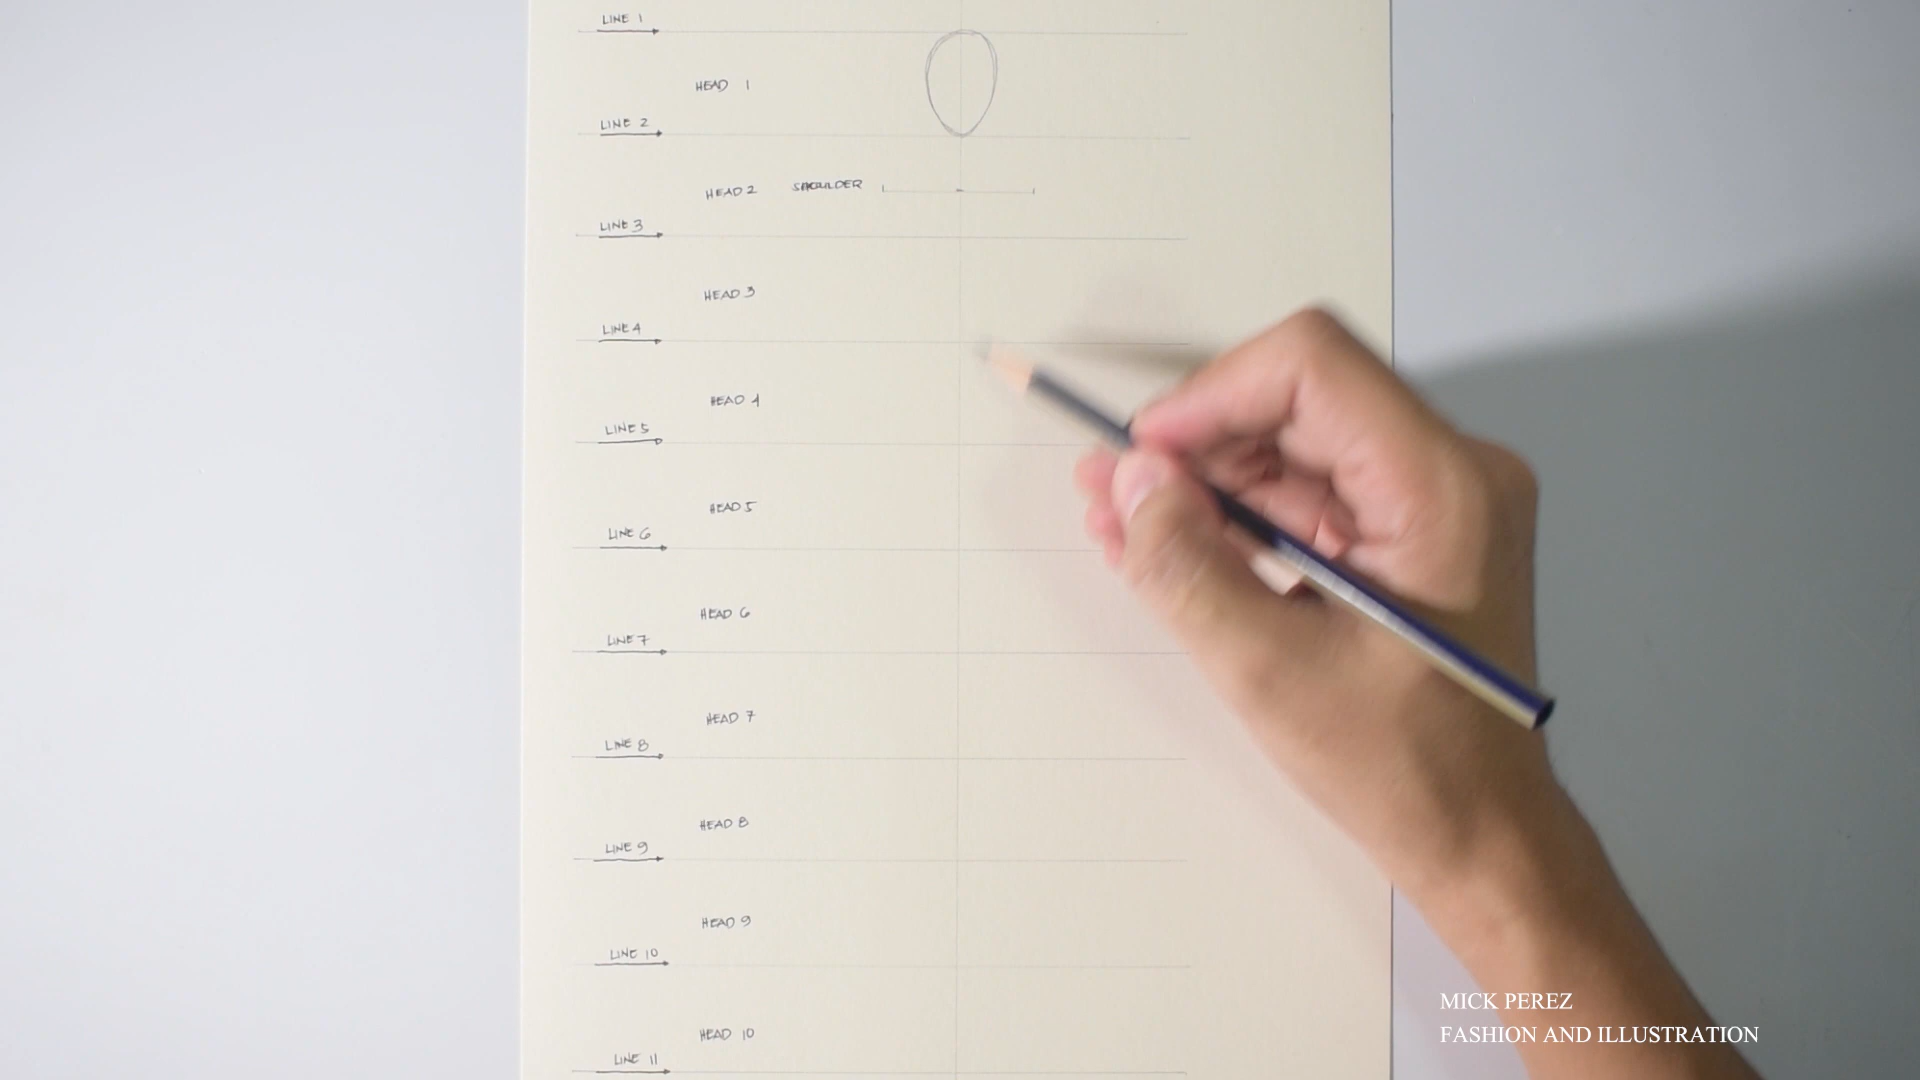 LINE 1
HEAD 1
LINE 2
HEAD 2 SHOULDER
LINE 3
HEAD 3
LINE 4
HEAD 4
LINE 5
HEAD 5
LINE 6
HEAD 6
LINE 7
HEAD 7
LINE 8
HEAD 8
LINE 9
HEAD 9
LINE 10
HEAD 10
LINE 11
MICK PEREZ
FASHION AND ILLUSTRATION